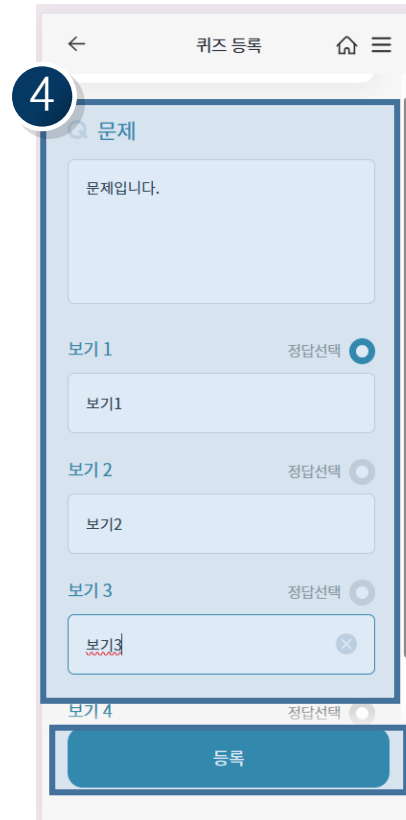 퀴즈 등록
4
문제
문제입니다.
보기 1 정답선택
보기1
보기 2 정답선택
보기2
보기 3 정답선택
보기3
보기 4 정답선택
등록